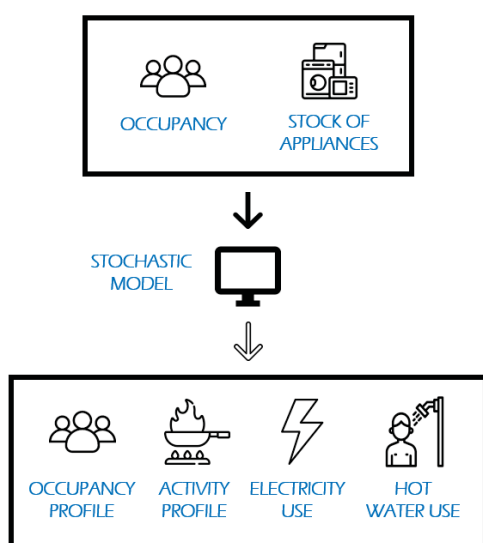 OCCUPANCY
STOCK OF
APPLIANCES
STOCHASTIC
MODEL
OCCUPANCY
PROFILE
ACTIVITY
PROFILE
ELECTRICITY
USE
HOT
WATER USE